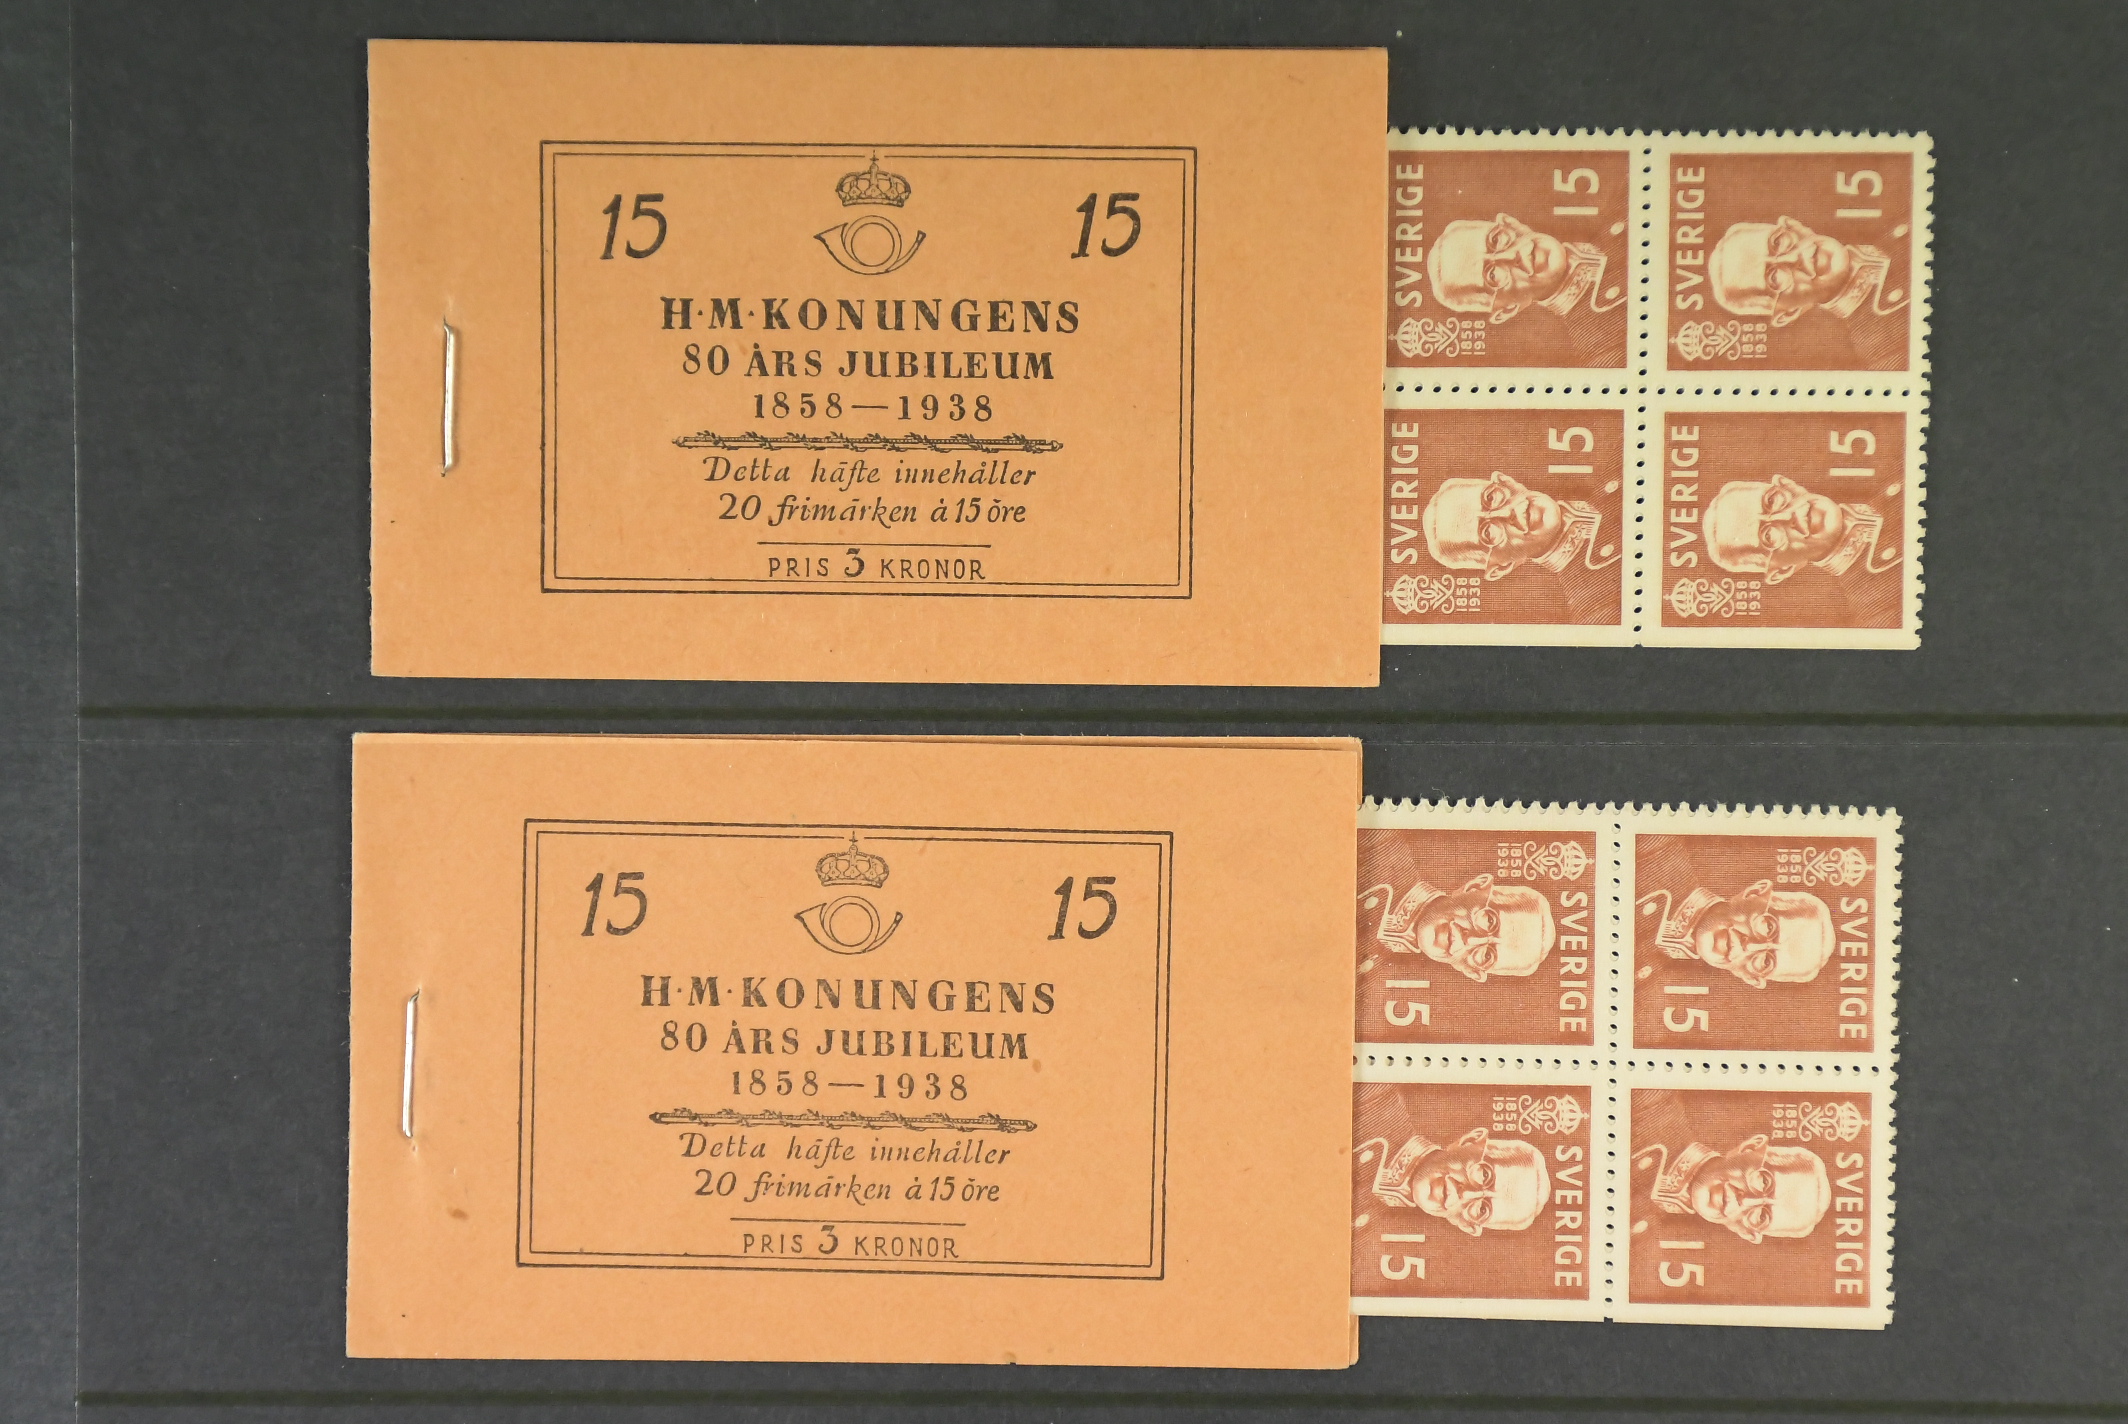 15 15
H·M·KONUNGENS
80 ÅRS JUBILEUM
1858—1938
Detta häfte innehåller
20 frimärken à 15 öre
PRIS 3 KRONOR
SVERIGE 15 1858 1938
SVERIGE 15 1858 1938
SVERIGE 15 1858 1938
SVERIGE 15 1858 1938
15 15
H·M·KONUNGENS
80 ÅRS JUBILEUM
1858—1938
Detta häfte innehåller
20 frimärken à 15 öre
PRIS 3 KRONOR
1858 1938 SVERIGE 15
1858 1938 SVERIGE 15
1858 1938 SVERIGE 15
1858 1938 SVERIGE 15